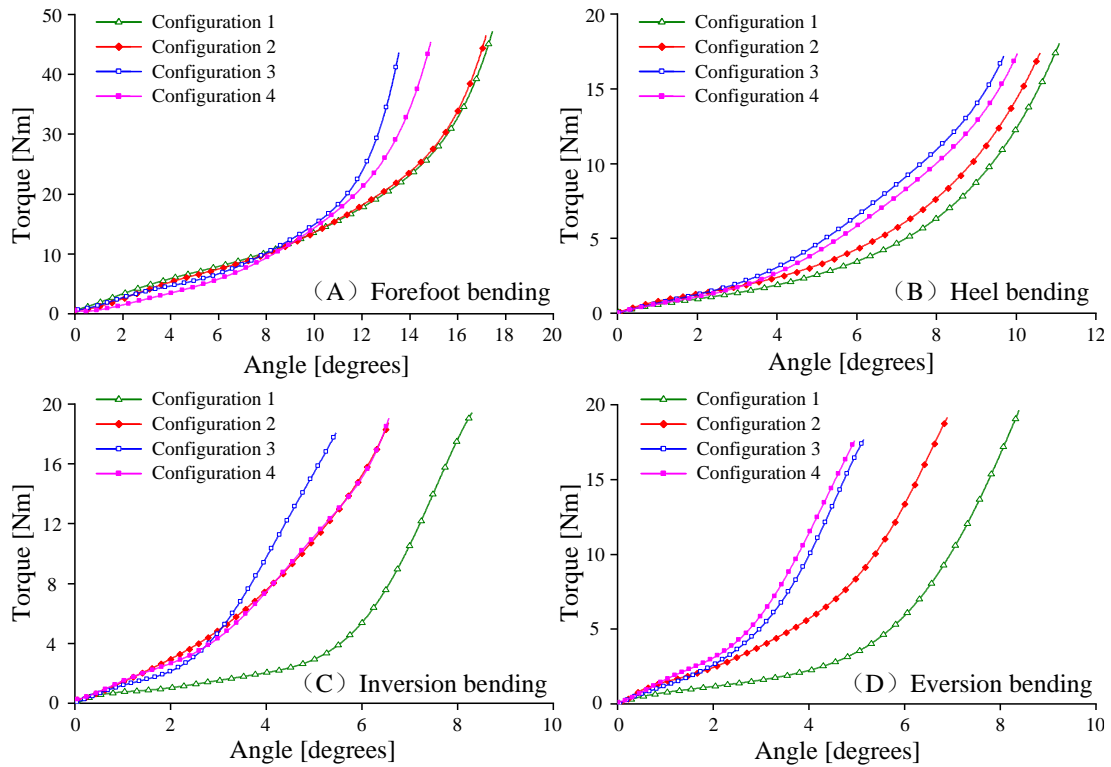 Configuration 1
Configuration 2
Configuration 3
Configuration 4
50
40
30
20
10
0
0 2 4 6 8 10 12 14 16 18 20
Torque [Nm]
Angle [degrees]
（A）Forefoot bending
Configuration 1
Configuration 2
Configuration 3
Configuration 4
20
15
10
5
0
0 2 4 6 8 10 12
Torque [Nm]
Angle [degrees]
（B）Heel bending
Configuration 1
Configuration 2
Configuration 3
Configuration 4
20
16
12
8
4
0
0 2 4 6 8 10
Torque [Nm]
Angle [degrees]
（C）Inversion bending
Configuration 1
Configuration 2
Configuration 3
Configuration 4
20
15
10
5
0
0 2 4 6 8 10
Torque [Nm]
Angle [degrees]
（D）Eversion bending